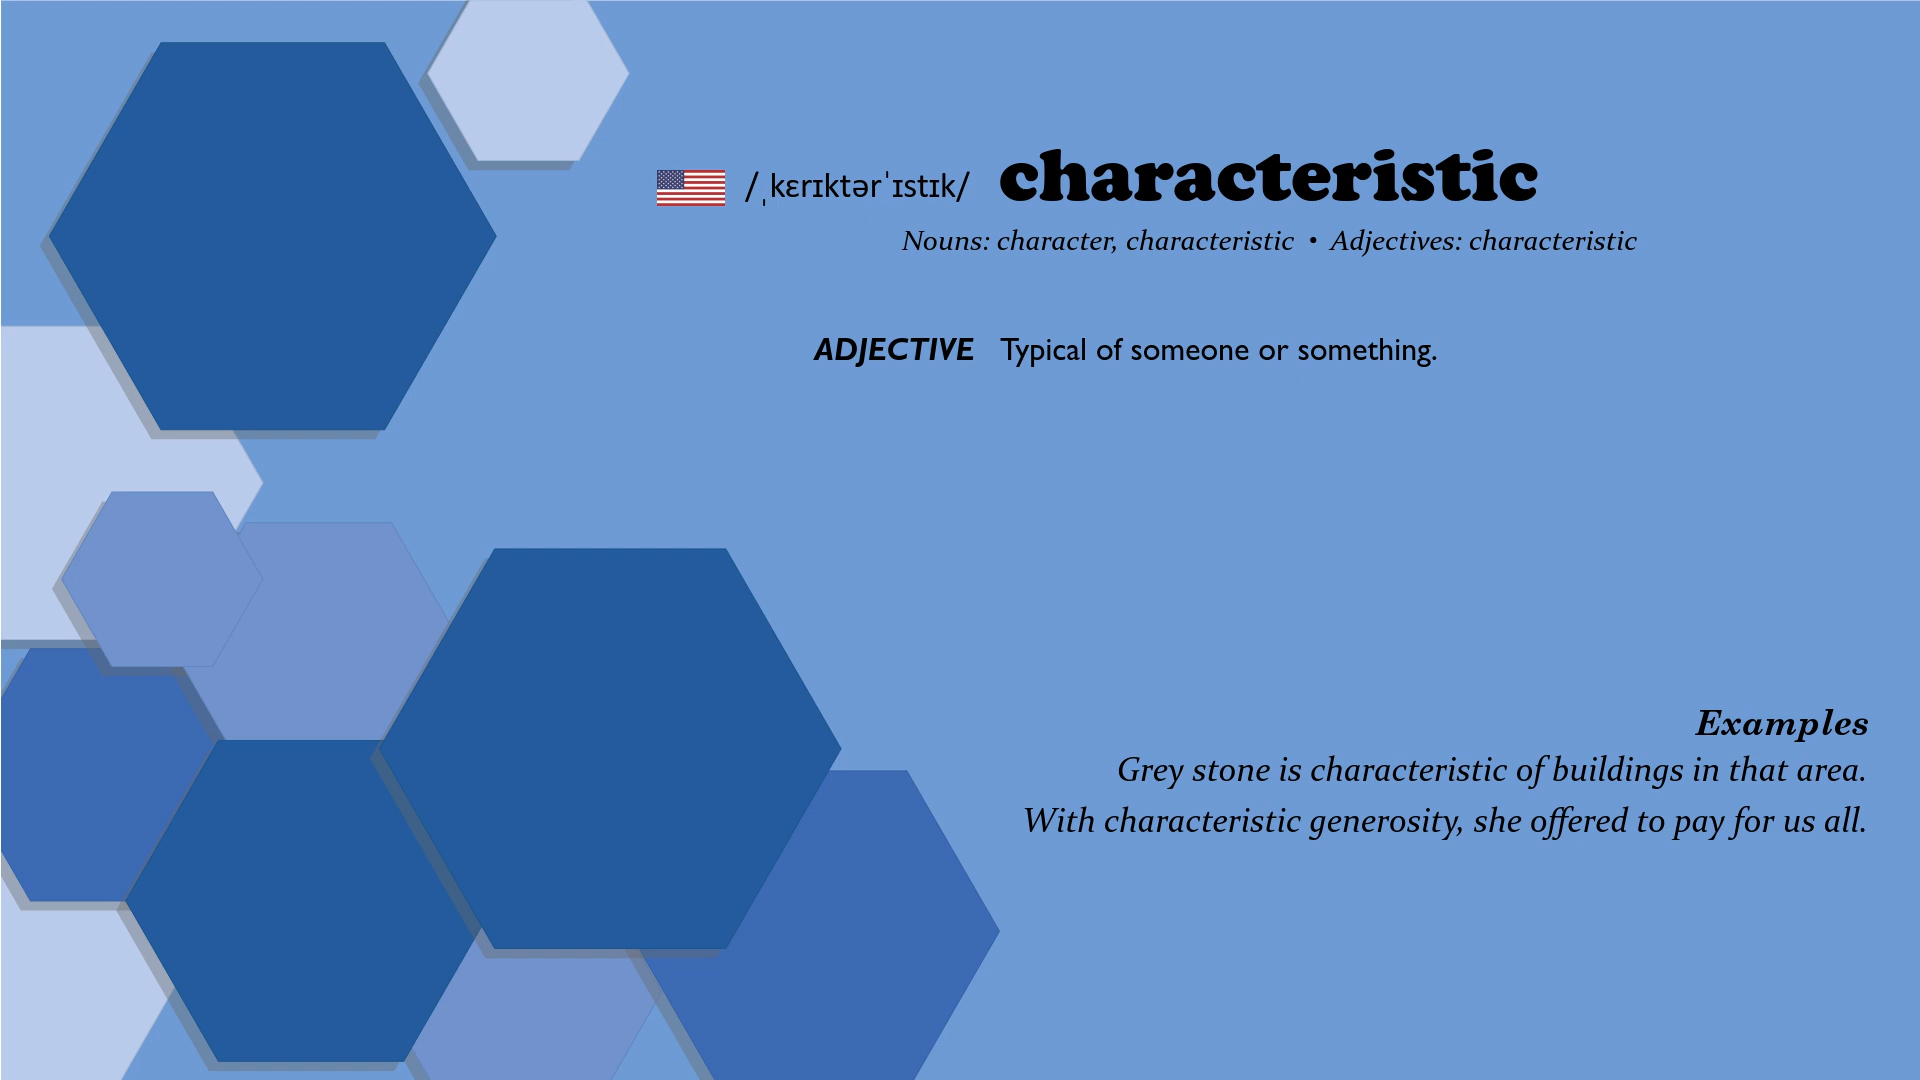 /ˌkɛrɪktərˈɪstɪk/ characteristic
Nouns: character, characteristic • Adjectives: characteristic
ADJECTIVE Typical of someone or something.
Examples
Grey stone is characteristic of buildings in that area.
With characteristic generosity, she offered to pay for us all.